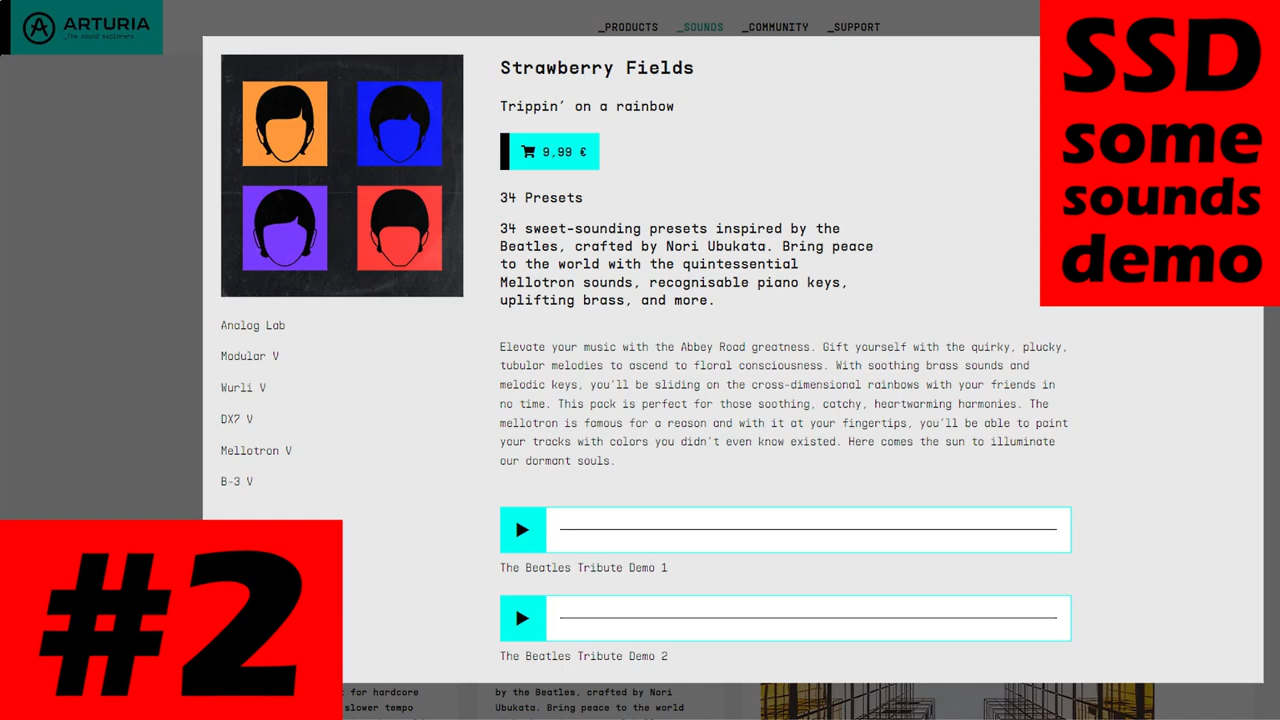 ARTURIA
_The sound explorers
_PRODUCTS _SOUNDS _COMMUNITY _SUPPORT
SSD
some
sounds
demo
Strawberry Fields
Trippin’ on a rainbow
9,99 €
34 Presets
34 sweet-sounding presets inspired by the
Beatles, crafted by Nori Ubukata. Bring peace
to the world with the quintessential
Mellotron sounds, recognisable piano keys,
uplifting brass, and more.
Analog Lab
Modular V
Wurli V
DX7 V
Mellotron V
B-3 V
Elevate your music with the Abbey Road greatness. Gift yourself with the quirky, plucky,
tubular melodies to ascend to floral consciousness. With soothing brass sounds and
melodic keys, you’ll be sliding on the cross-dimensional rainbows with your friends in
no time. This pack is perfect for those soothing, catchy, heartwarming harmonies. The
mellotron is famous for a reason and with it at your fingertips, you’ll be able to paint
your tracks with colors you didn’t even know existed. Here comes the sun to illuminate
our dormant souls.
The Beatles Tribute Demo 1
The Beatles Tribute Demo 2
#2
t for hardcore
slower tempo
by the Beatles, crafted by Nori
Ubukata. Bring peace to the world